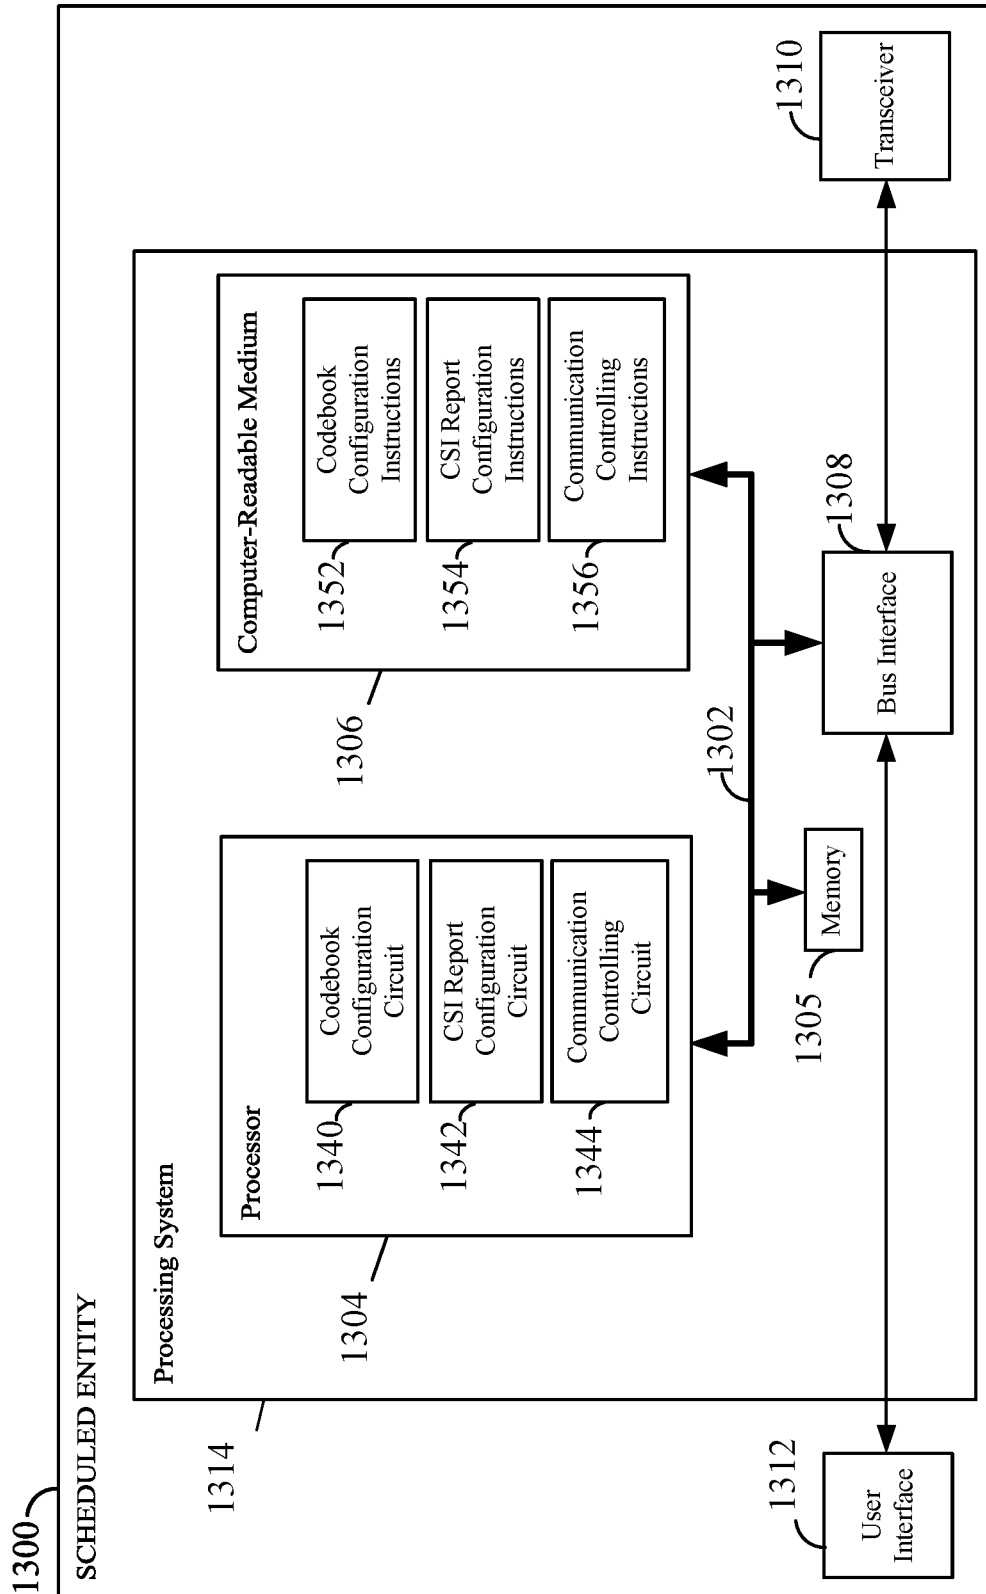 1300
SCHEDULED ENTITY
1314
Processing System
1304
Processor
1340
Codebook
Configuration
Circuit
1342
CSI Report
Configuration
Circuit
1344
Communication
Controlling
Circuit
1306
Computer-Readable Medium
1352
Codebook
Configuration
Instructions
1354
CSI Report
Configuration
Instructions
1356
Communication
Controlling
Instructions
1302
1305
Memory
1308
Bus Interface
1312
User
Interface
1310
Transceiver